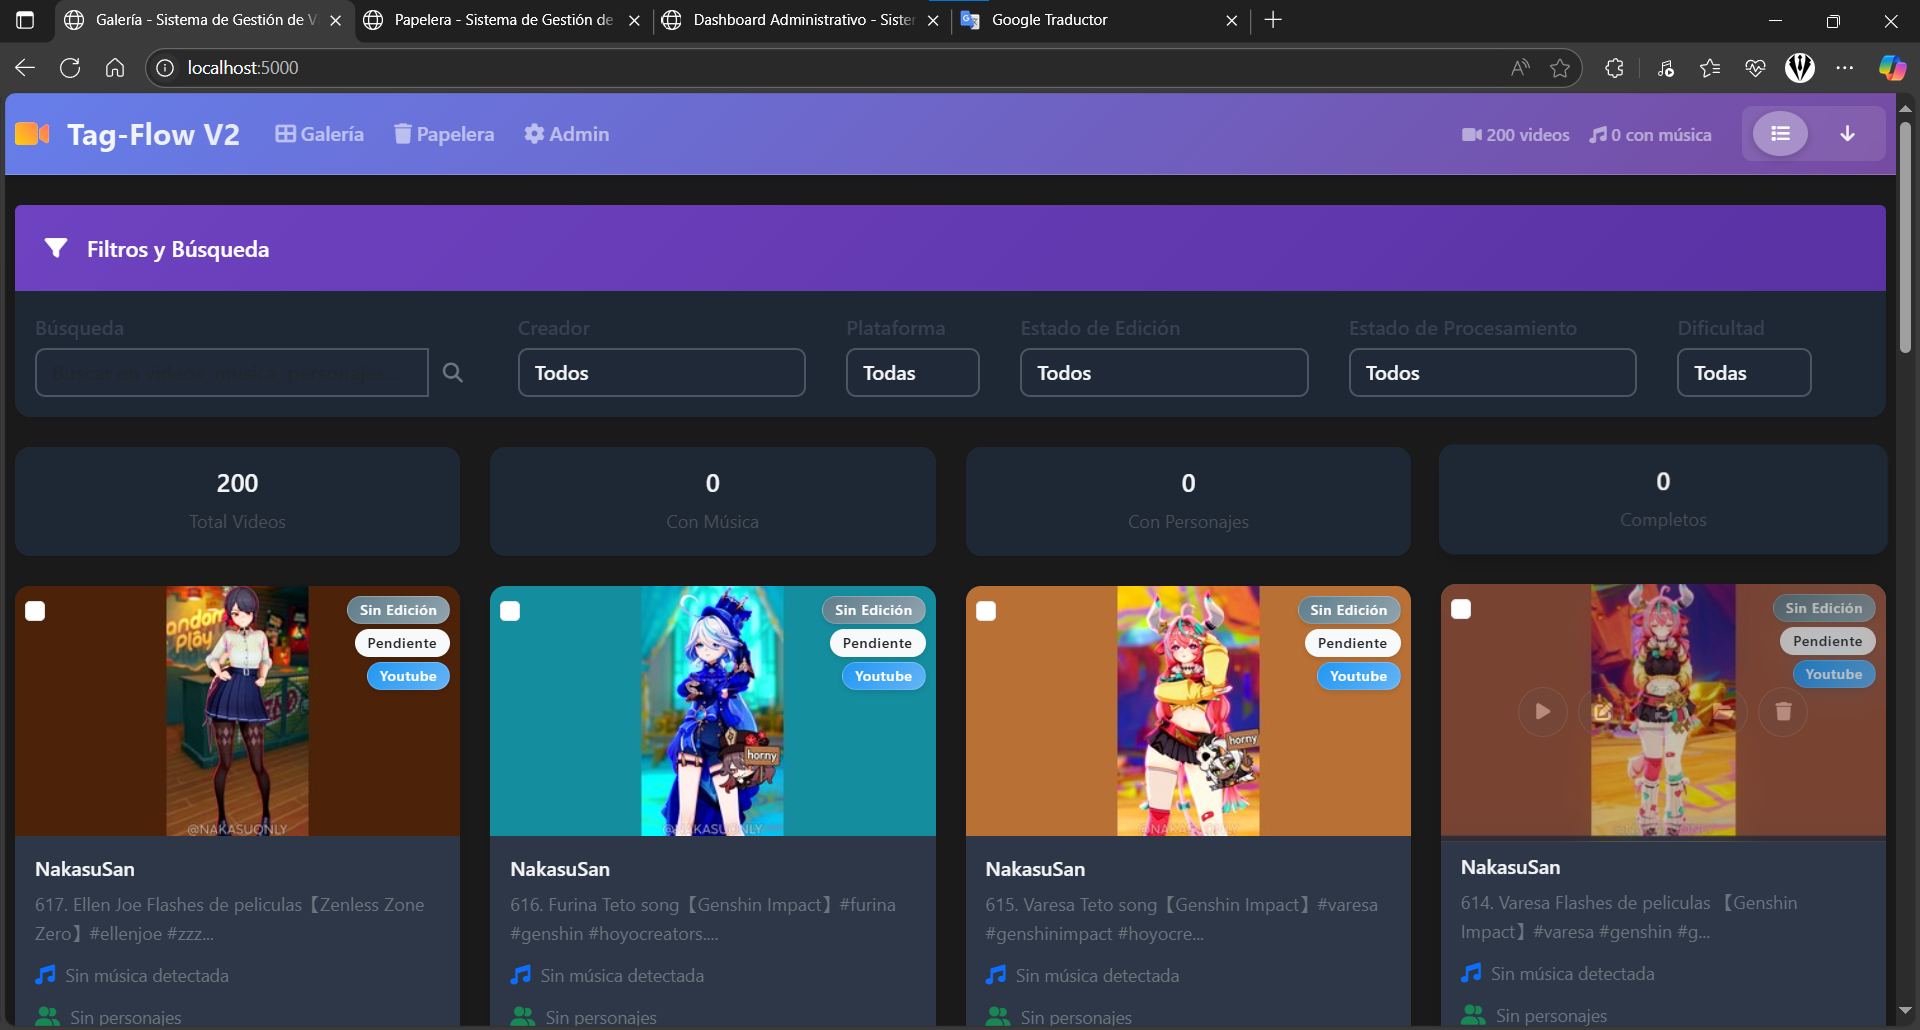 Galería - Sistema de Gestión de V
Papelera - Sistema de Gestión de
Dashboard Administrativo - Sister
Google Traductor
localhost:5000
Tag-Flow V2
Galería
Papelera
Admin
200 videos
0 con música
Filtros y Búsqueda
Búsqueda
Creador
Plataforma
Estado de Edición
Estado de Procesamiento
Dificultad
Buscar en videos, música, personajes...
Todos
Todas
Todos
Todos
Todas
200
Total Videos
0
Con Música
0
Con Personajes
0
Completos
Sin Edición
Pendiente
Youtube
@NAKASUONLY
Sin Edición
Pendiente
Youtube
horny
Sin Edición
Pendiente
Youtube
horny
Sin Edición
Pendiente
Youtube
NakasuSan
617. Ellen Joe Flashes de peliculas【Zenless Zone
Zero】#ellenjoe #zzz...
Sin música detectada
Sin personajes
NakasuSan
616. Furina Teto song【Genshin Impact】#furina
#genshin #hoyocreators....
Sin música detectada
Sin personajes
NakasuSan
615. Varesa Teto song【Genshin Impact】#varesa
#genshinimpact #hoyocre...
Sin música detectada
Sin personajes
NakasuSan
614. Varesa Flashes de peliculas 【Genshin
Impact】#varesa #genshin #g...
Sin música detectada
Sin personajes